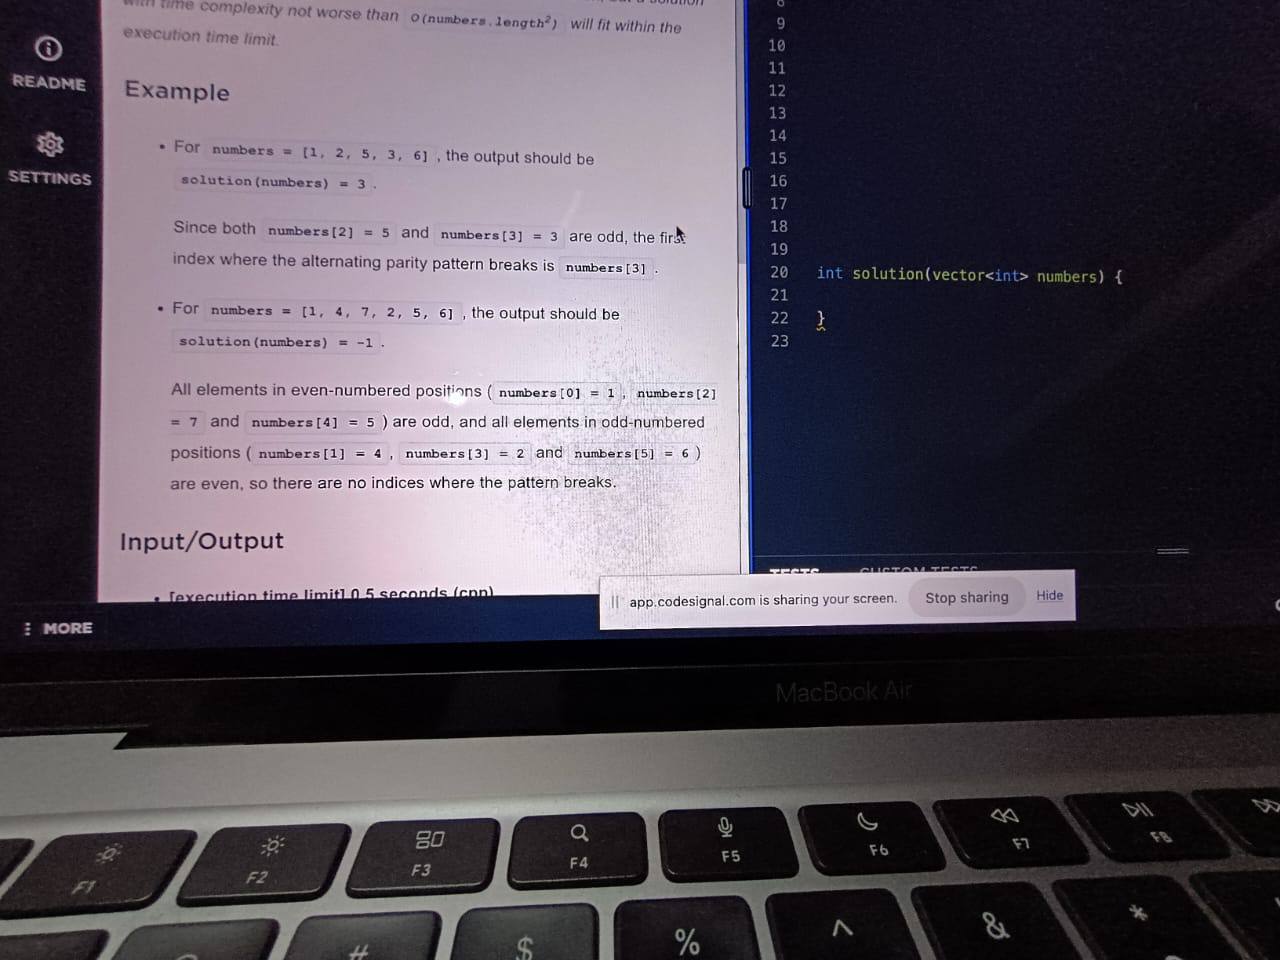 with time complexity not worse than O(numbers.length²) will fit within the
execution time limit.
README
SETTINGS
Example
• For numbers = [1, 2, 5, 3, 6] , the output should be
solution(numbers) = 3 .
Since both numbers[2] = 5 and numbers[3] = 3 are odd, the first
index where the alternating parity pattern breaks is numbers[3] .
• For numbers = [1, 4, 7, 2, 5, 6] , the output should be
solution(numbers) = -1 .
All elements in even-numbered positions ( numbers[0] = 1 , numbers[2]
= 7 and numbers[4] = 5 ) are odd, and all elements in odd-numbered
positions ( numbers[1] = 4 , numbers[3] = 2 and numbers[5] = 6 )
are even, so there are no indices where the pattern breaks.
Input/Output
• [execution time limit] 0.5 seconds (cpp)
MORE
8
9
10
11
12
13
14
15
16
17
18
19
20 int solution(vector<int> numbers) {
21
22 }
23
TESTS CUSTOM TESTS
app.codesignal.com is sharing your screen. Stop sharing Hide
MacBook Air
F1 F2 F3 F4 F5 F6 F7 F8
# $ % ^ & *